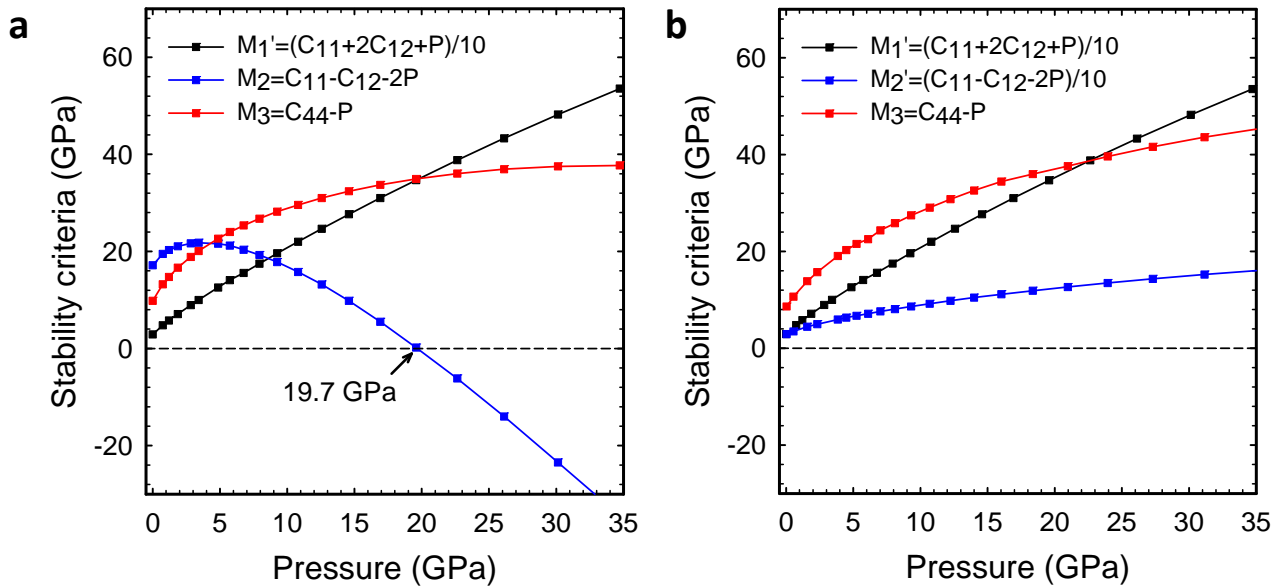 a
M1'=(C11+2C12+P)/10
M2=C11-C12-2P
M3=C44-P
Stability criteria (GPa)
60
40
20
0
-20
19.7 GPa
0 5 10 15 20 25 30 35
Pressure (GPa)
b
M1'=(C11+2C12+P)/10
M2'=(C11-C12-2P)/10
M3=C44-P
Stability criteria (GPa)
60
40
20
0
-20
0 5 10 15 20 25 30 35
Pressure (GPa)